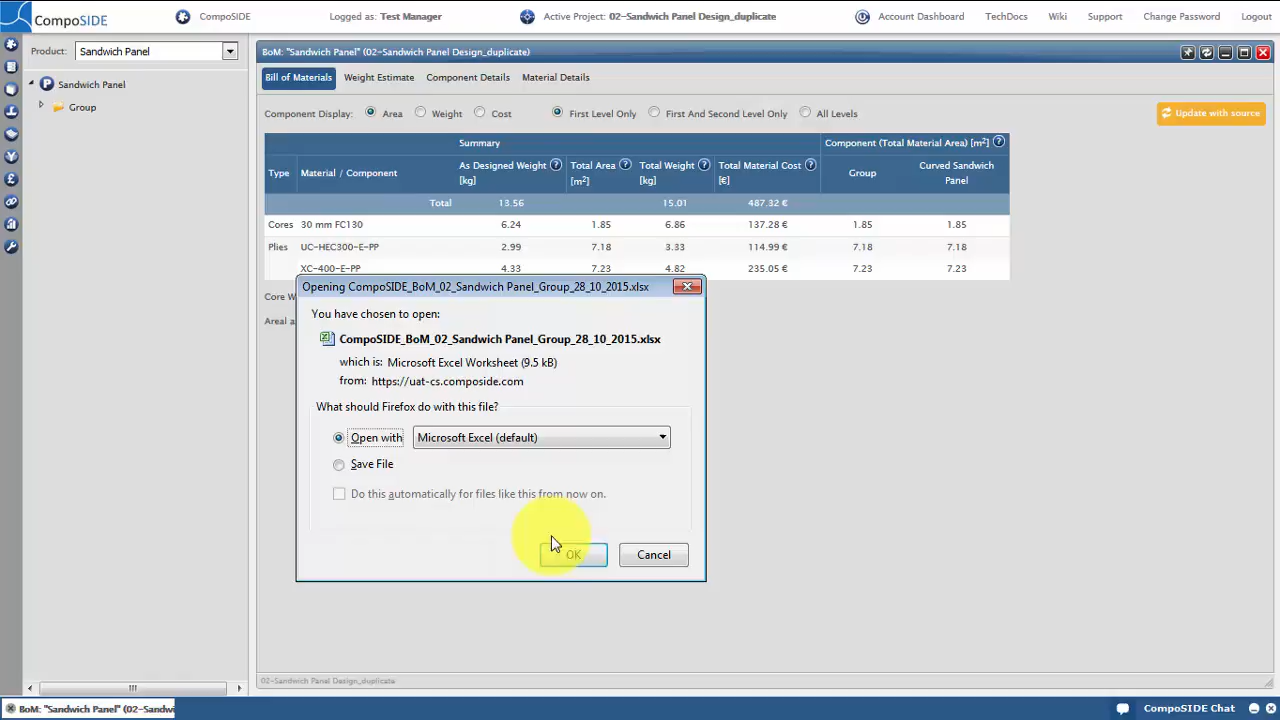 CompoSIDE CompoSIDE Logged as: Test Manager Active Project: 02-Sandwich Panel Design_duplicate Account Dashboard TechDocs Wiki Support Change Password Logout
Product: Sandwich Panel
Sandwich Panel
Group
BoM: "Sandwich Panel" (02-Sandwich Panel Design_duplicate)
Bill of Materials Weight Estimate Component Details Material Details
Component Display: Area Weight Cost First Level Only First And Second Level Only All Levels Update with source
Summary Component (Total Material Area) [m²]
Type Material / Component As Designed Weight [kg] Total Area [m²] Total Weight [kg] Total Material Cost [€] Group Curved Sandwich Panel
Total 13.56 15.01 487.32 €
Cores 30 mm FC130 6.24 1.85 6.86 137.28 € 1.85 1.85
Plies UC-HEC300-E-PP 2.99 7.18 3.33 114.99 € 7.18 7.18
XC-400-E-PP 4.33 7.23 4.82 235.05 € 7.23 7.23
Core W
Areal a
Opening CompoSIDE_BoM_02_Sandwich Panel_Group_28_10_2015.xlsx
You have chosen to open:
CompoSIDE_BoM_02_Sandwich Panel_Group_28_10_2015.xlsx
which is: Microsoft Excel Worksheet (9.5 kB)
from: https://uat-cs.composide.com
What should Firefox do with this file?
Open with Microsoft Excel (default)
Save File
Do this automatically for files like this from now on.
OK Cancel
02-Sandwich Panel Design_duplicate
BoM: "Sandwich Panel" (02-Sandwi CompoSIDE Chat